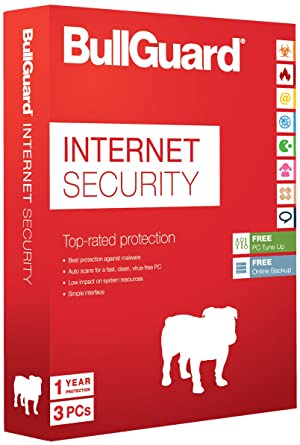 BullGuard®
INTERNET
SECURITY
Top-rated protection
• Best protection against malware
• Auto scans for a fast, clean, virus-free PC
• Low impact on system resources
• Simple interface
FREE
PC Tune Up
FREE
Online Backup
1 YEAR
PROTECTION
3 PCs
BullGuard INTERNET SECURITY